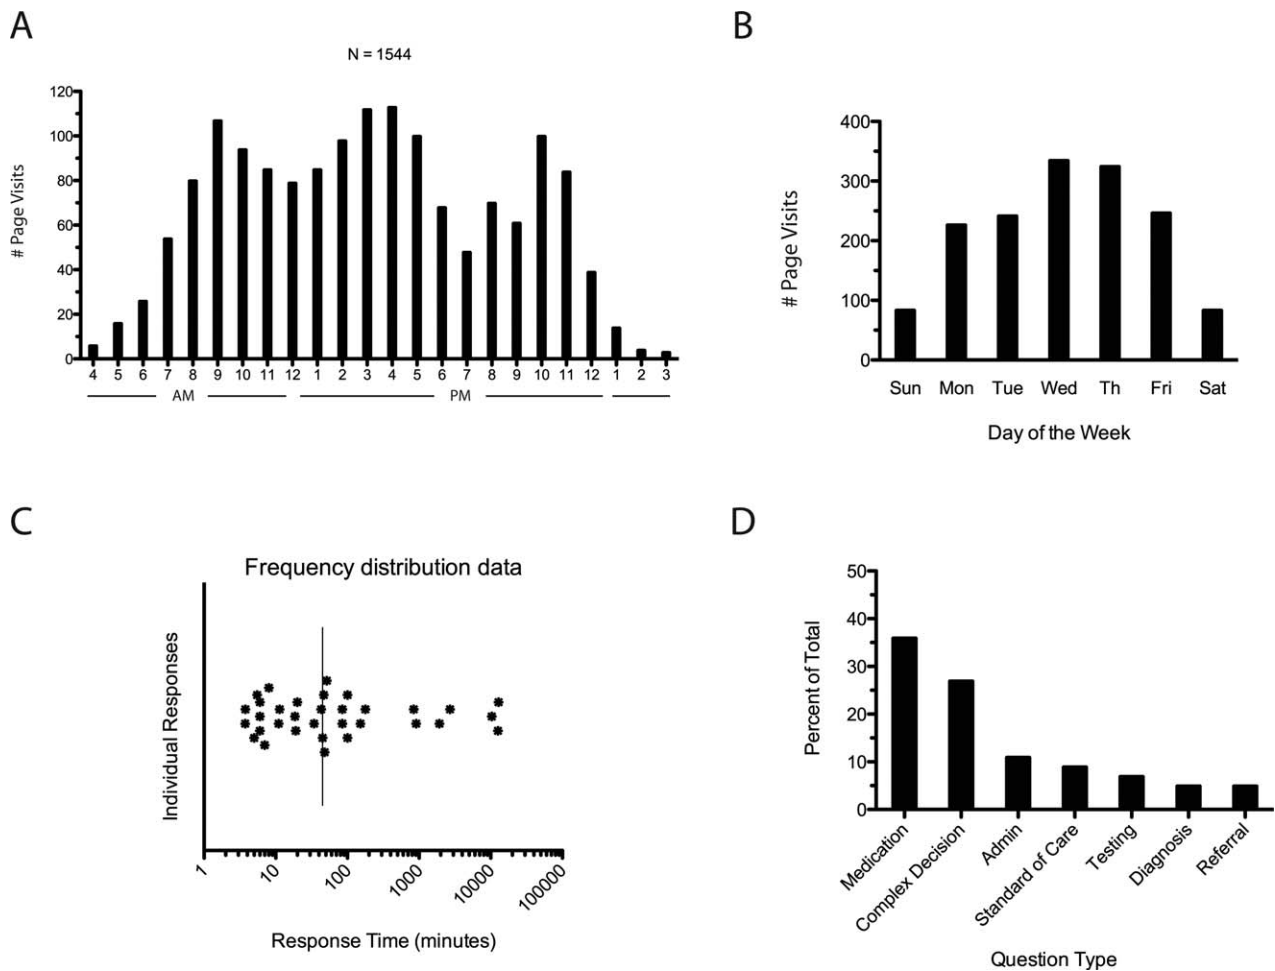 A
N = 1544
# Page Visits
120
100
80
60
40
20
0
4 5 6 7 8 9 10 11 12 1 2 3 4 5 6 7 8 9 10 11 12 1 2 3
AM PM
B
# Page Visits
400
300
200
100
0
Sun Mon Tue Wed Th Fri Sat
Day of the Week
C
Frequency distribution data
Individual Responses
1 10 100 1000 10000 100000
Response Time (minutes)
D
Percent of Total
50
40
30
20
10
0
Medication Complex Decision Admin Standard of Care Testing Diagnosis Referral
Question Type